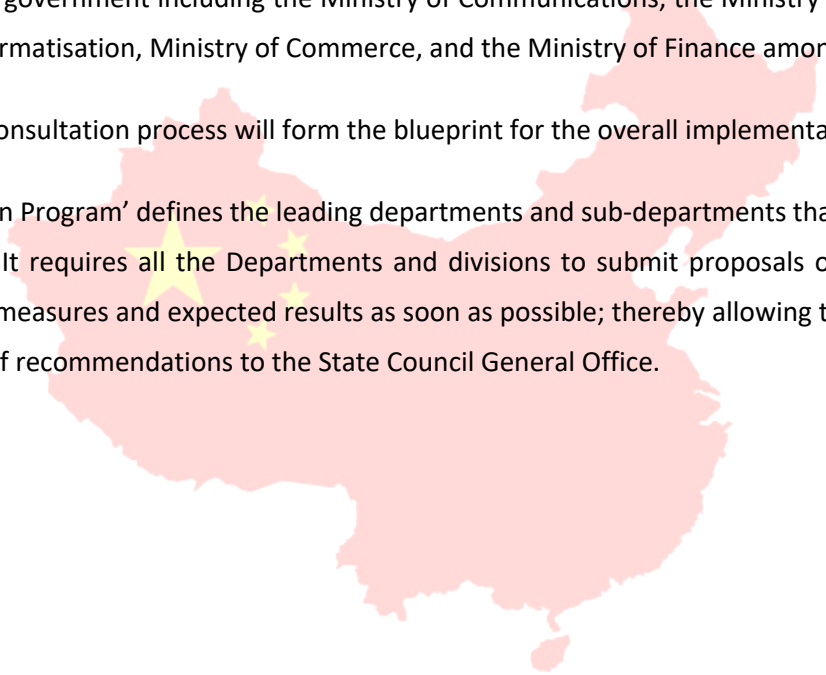 government including the Ministry of Communications, the Ministry
rmatisation, Ministry of Commerce, and the Ministry of Finance amon
onsultation process will form the blueprint for the overall implementa
n Program’ defines the leading departments and sub-departments tha
It requires all the Departments and divisions to submit proposals o
measures and expected results as soon as possible; thereby allowing t
f recommendations to the State Council General Office.